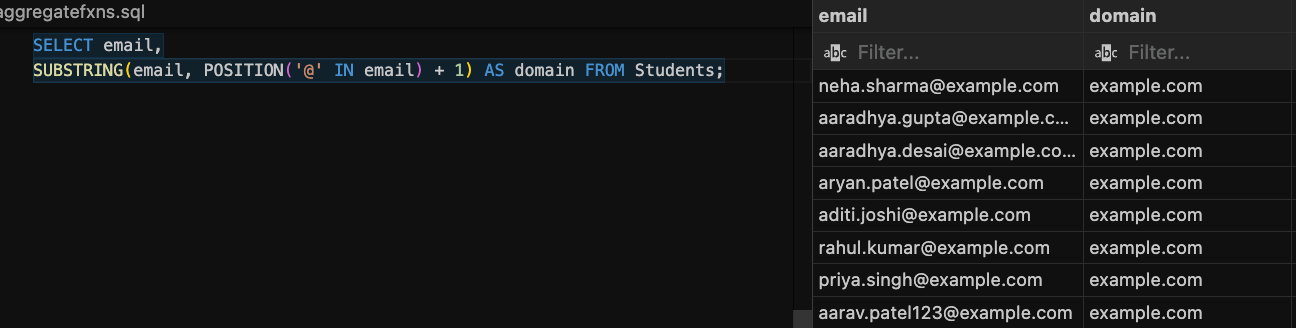 aggregatefxns.sql
SELECT email,
SUBSTRING(email, POSITION('@' IN email) + 1) AS domain FROM Students;
email domain
abc Filter... abc Filter...
neha.sharma@example.com example.com
aaradhya.gupta@example.c... example.com
aaradhya.desai@example.co... example.com
aryan.patel@example.com example.com
aditi.joshi@example.com example.com
rahul.kumar@example.com example.com
priya.singh@example.com example.com
aarav.patel123@example.com example.com